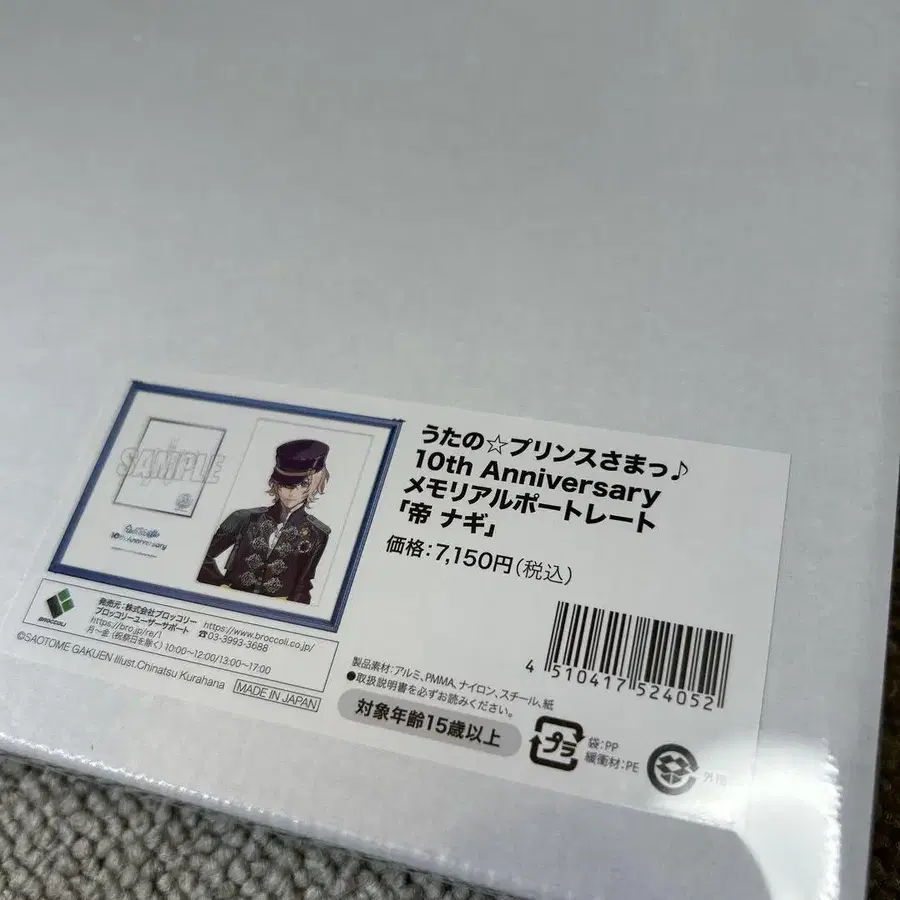 SAMPLE
10th Anniversary
うたの☆プリンスさまっ♪
10th Anniversary
メモリアルポートレート
「帝 ナギ」
価格:7,150円(税込)
BROCCOLI
発売元:株式会社ブロッコリー https://www.broccoli.co.jp/
ブロッコリーユーザーサポート ☎03-3993-3688
https://bro.jp/re/1
月〜金 (祝祭日を除く) 10:00〜12:00/13:00〜17:00
©SAOTOME GAKUEN Illust.Chinatsu Kurahana MADE IN JAPAN
製品素材:アルミ、PMMA、ナイロン、スチール、紙
●取扱説明書を必ずお読みください。
対象年齢15歳以上
4 510417 524052
プラ
袋:PP
緩衝材:PE
外箱